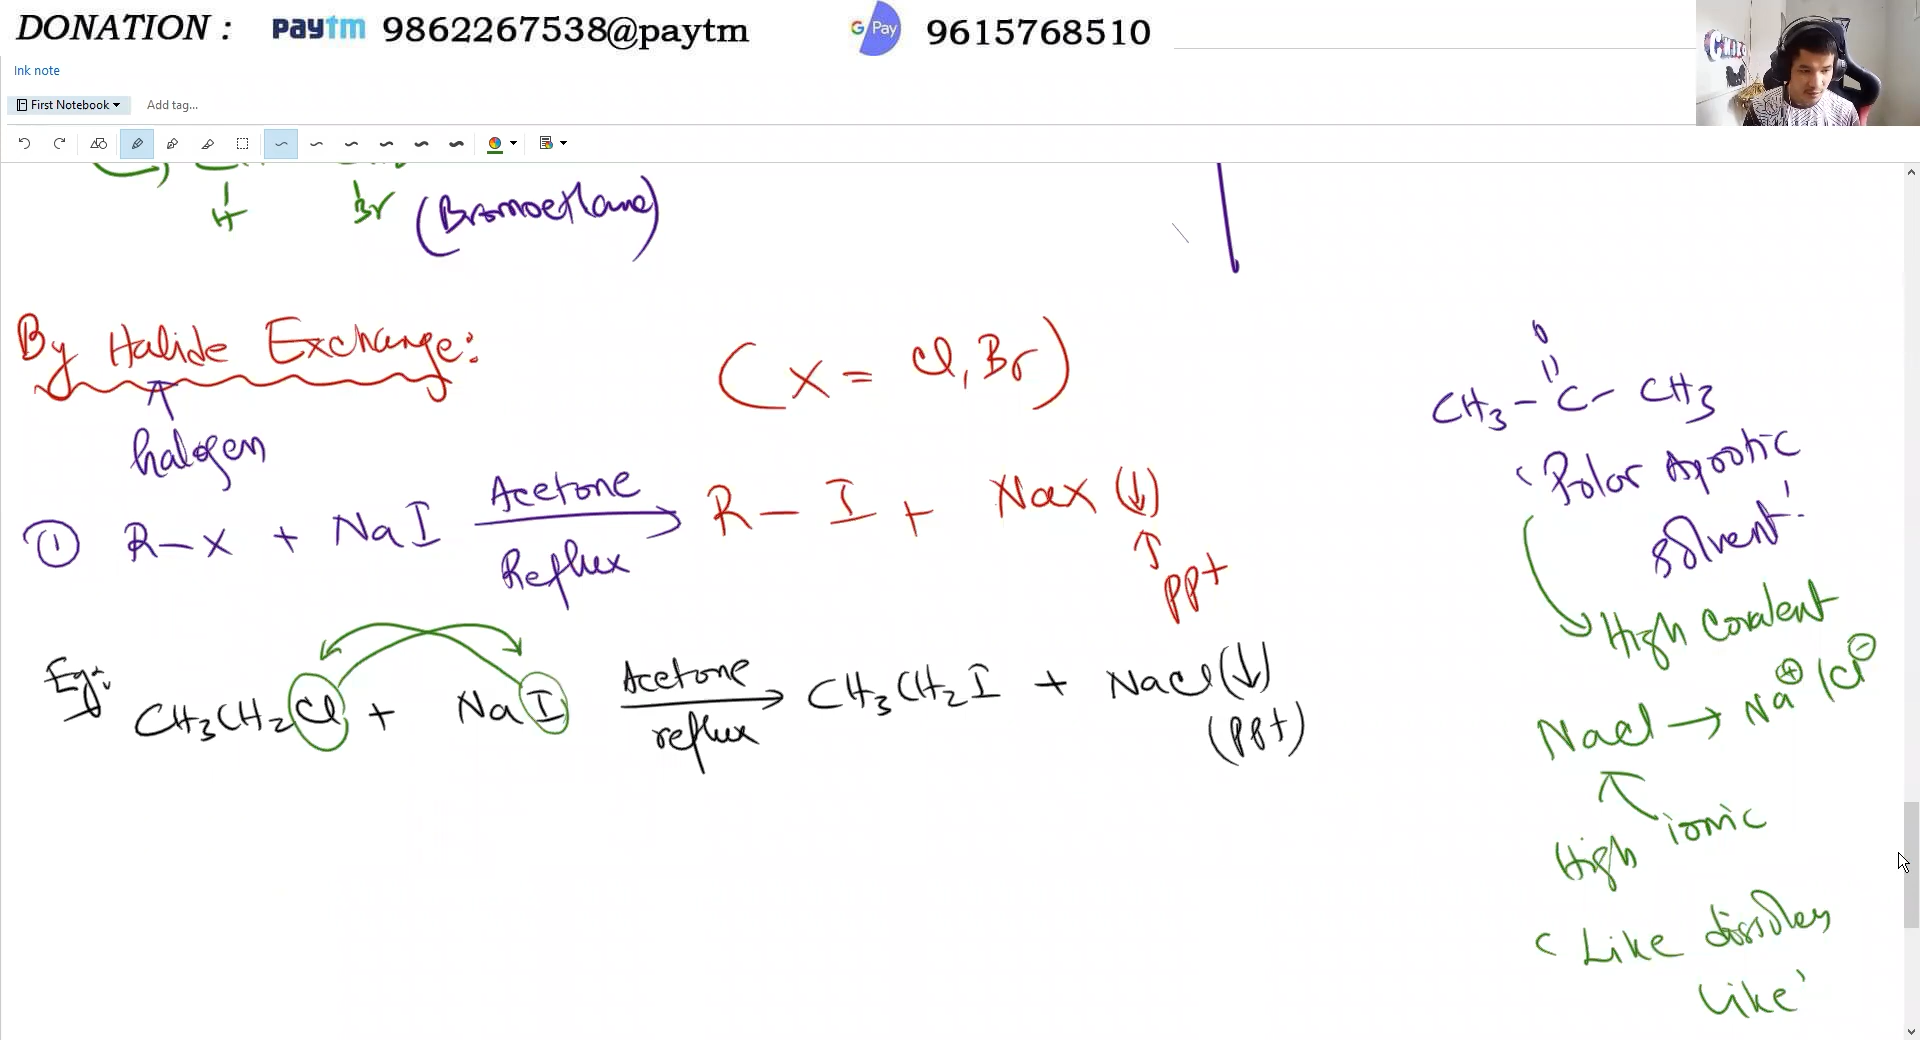 DONATION : paytm 9862267538@paytm G Pay 9615768510
Ink note
First Notebook Add tag...
H Br (Bromoethane)
By Halide Exchange:
(X = Cl, Br)
halogen
① R-X + NaI Acetone Reflux R-I + NaX (↓)
↑
ppt
Eg:
CH3CH2Cl + NaI Acetone reflux CH3CH2I + NaCl(↓)
(ppt)
O
||
CH3-C-CH3
'Polar Aprotic
solvent'
High Covalent
NaCl → Na⊕/Cl⊖
High ionic
'Like dissolves
like'